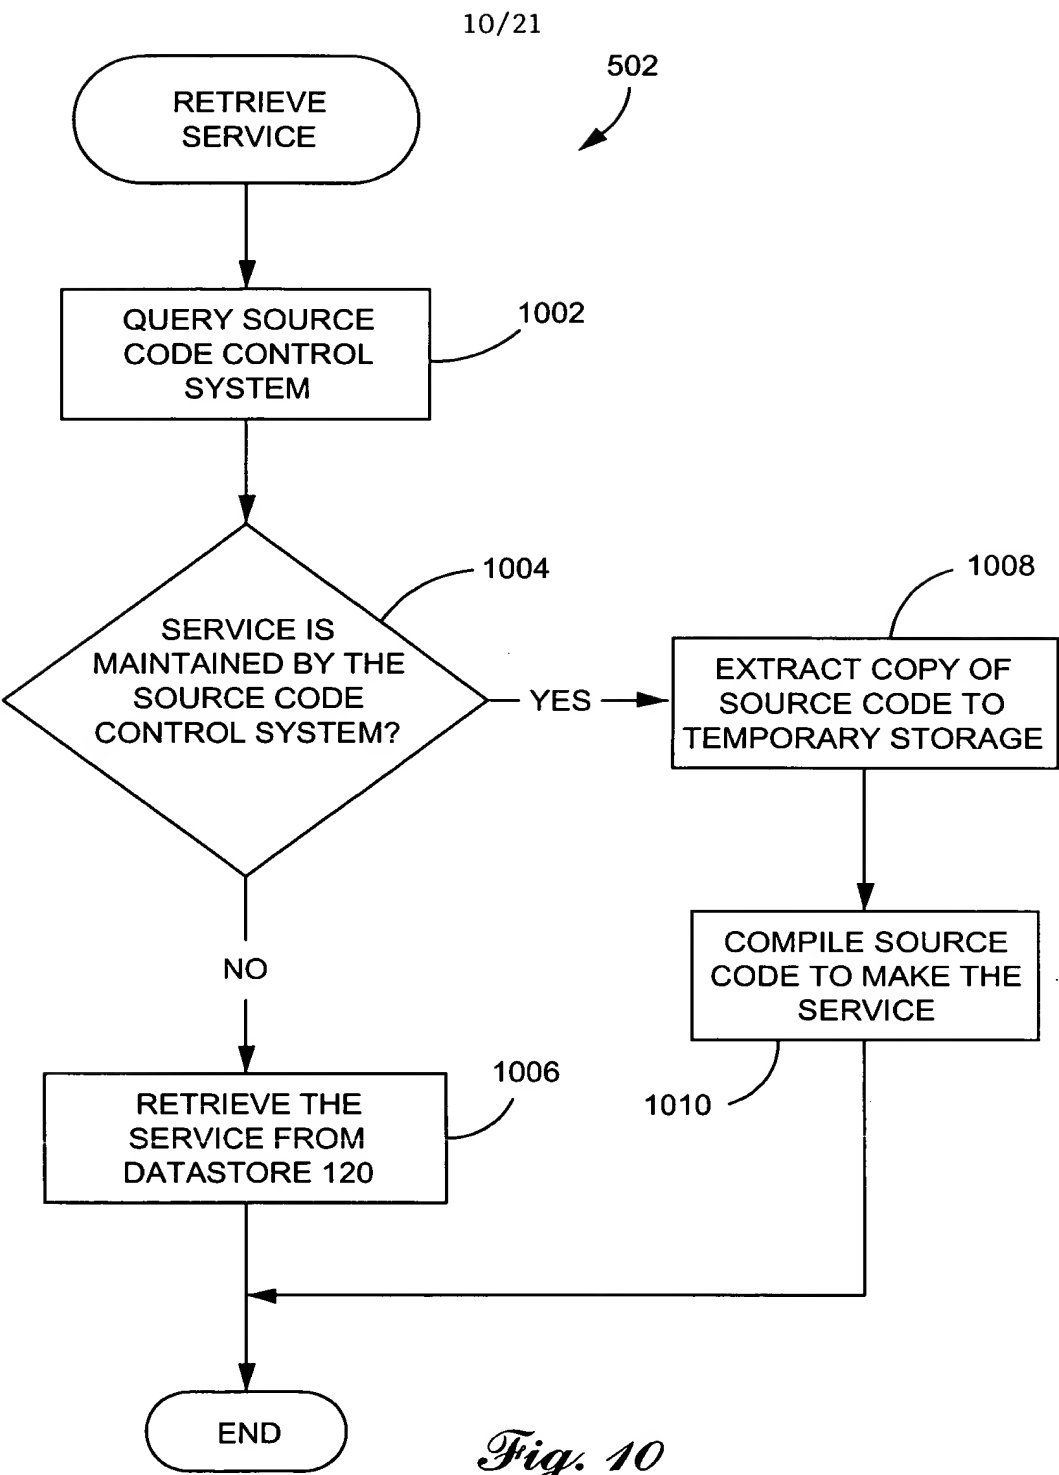 10/21
502
RETRIEVE
SERVICE
QUERY SOURCE
CODE CONTROL
SYSTEM
1002
1004
SERVICE IS
MAINTAINED BY THE
SOURCE CODE
CONTROL SYSTEM?
YES
1008
EXTRACT COPY OF
SOURCE CODE TO
TEMPORARY STORAGE
COMPILE SOURCE
CODE TO MAKE THE
SERVICE
1010
NO
1006
RETRIEVE THE
SERVICE FROM
DATASTORE 120
END
Fig. 10